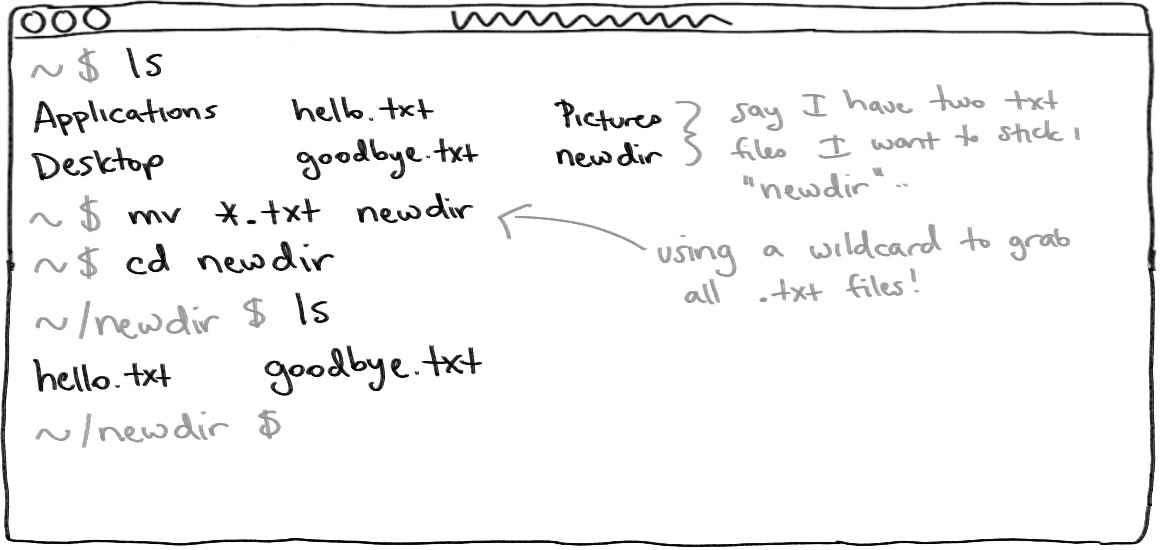 ~ $ ls
Applications hello.txt Pictures } say I have two txt
Desktop goodbye.txt newdir } files I want to stick
"newdir"..
~ $ mv *.txt newdir
~ $ cd newdir
using a wildcard to grab
all .txt files!
~/newdir $ ls
hello.txt goodbye.txt
~/newdir $